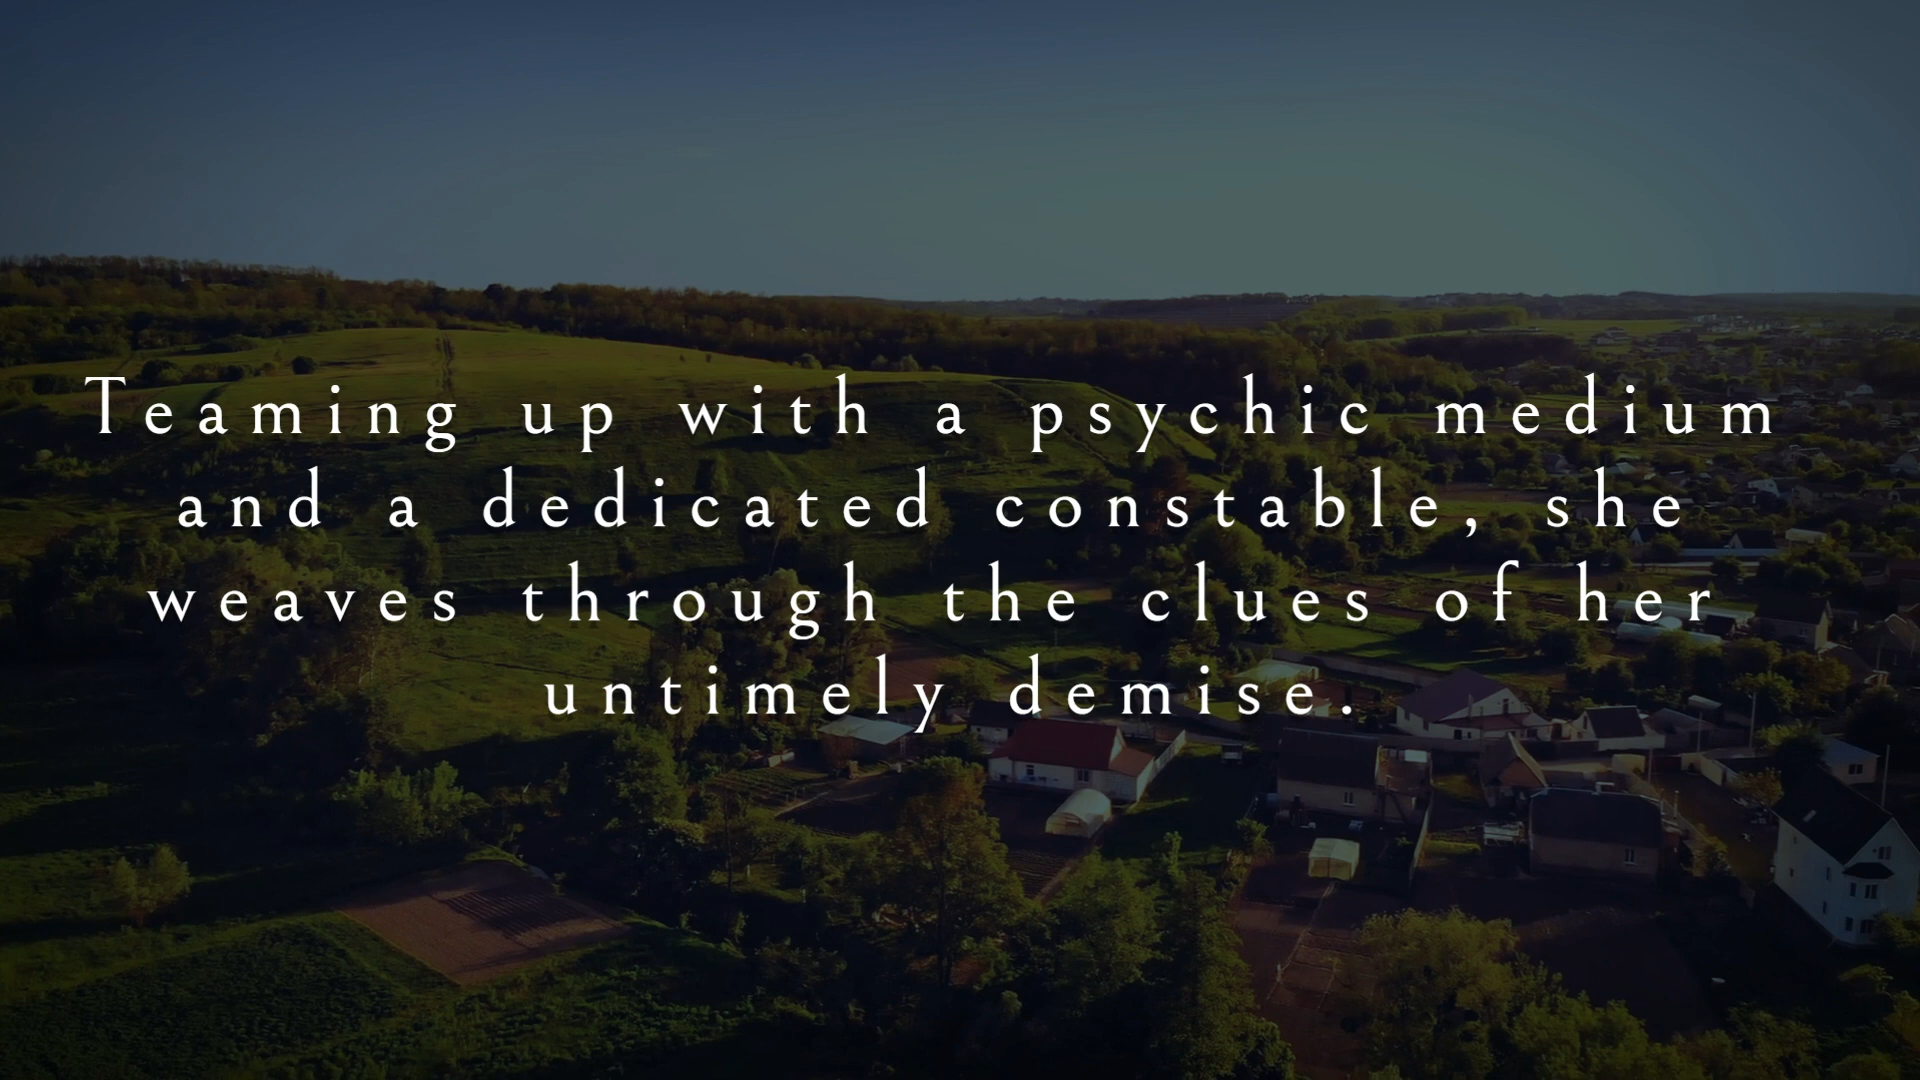 Teaming up with a psychic medium
and a dedicated constable, she
weaves through the clues of her
untimely demise.